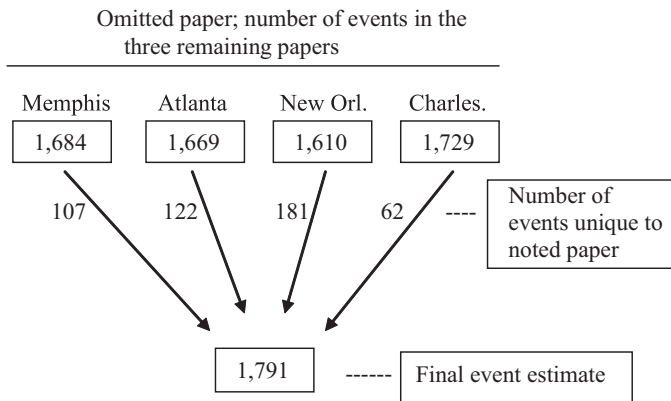 Omitted paper; number of events in the
three remaining papers
Memphis Atlanta New Orl. Charles.
1,684 1,669 1,610 1,729
107 122 181 62 ----
Number of
events unique to
noted paper
1,791 ------ Final event estimate